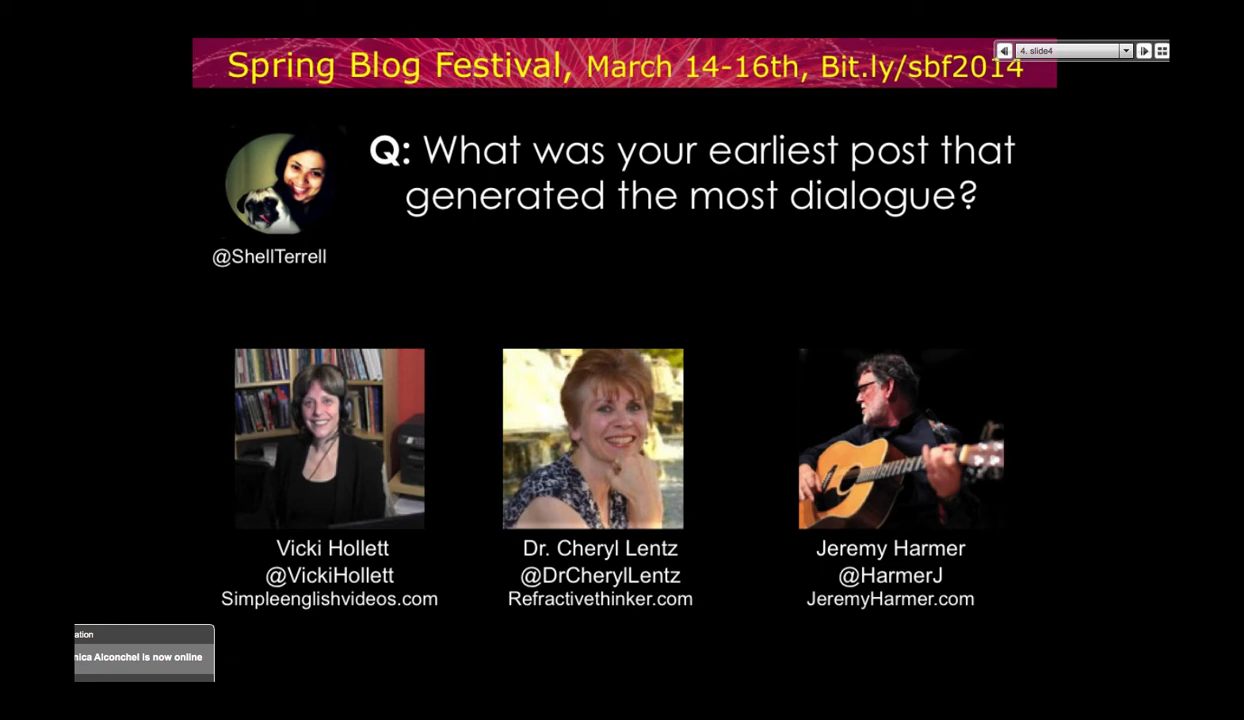 Spring Blog Festival, March 14-16th, Bit.ly/sbf2014
4. slide4
Q: What was your earliest post that
generated the most dialogue?
@ShellTerrell
Vicki Hollett
@VickiHollett
Simpleenglishvideos.com
Dr. Cheryl Lentz
@DrCherylLentz
Refractivethinker.com
Jeremy Harmer
@HarmerJ
JeremyHarmer.com
ation
nica Alconchel is now online